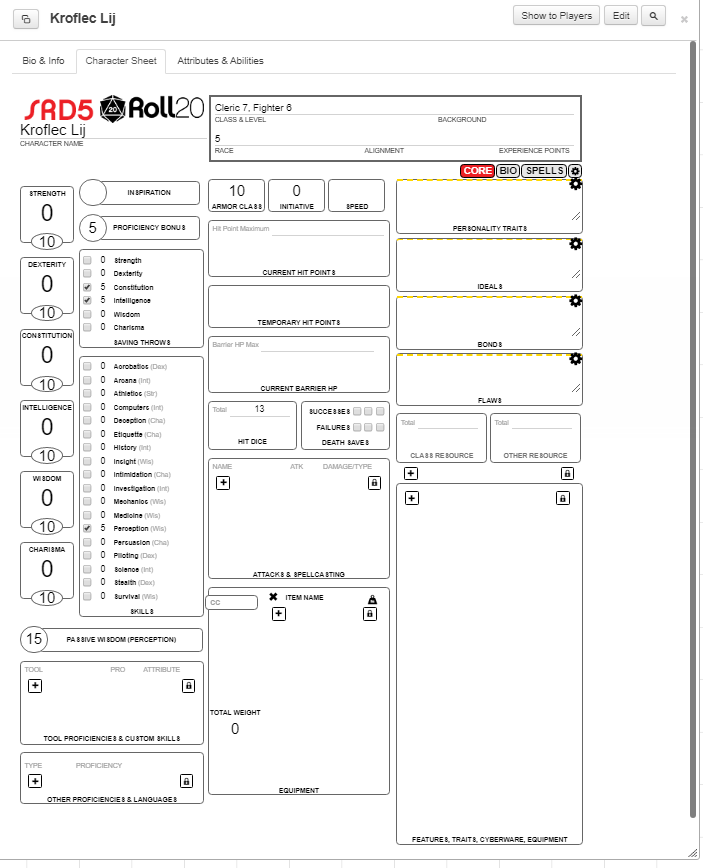 Kroflec Lij
Show to Players
Edit
Bio & Info
Character Sheet
Attributes & Abilities
SRD5 20 Roll20
Kroflec Lij
CHARACTER NAME
Cleric 7, Fighter 6
CLASS & LEVEL BACKGROUND
5
RACE ALIGNMENT EXPERIENCE POINTS
CORE BIO SPELLS
STRENGTH
0
10
DEXTERITY
0
10
CONSTITUTION
0
10
INTELLIGENCE
0
10
WISDOM
0
10
CHARISMA
0
10
INSPIRATION
5 PROFICIENCY BONUS
0 Strength
0 Dexterity
5 Constitution
5 Intelligence
0 Wisdom
0 Charisma
SAVING THROWS
0 Acrobatics (Dex)
0 Arcana (Int)
0 Athletics (Str)
0 Computers (Int)
0 Deception (Cha)
0 Etiquette (Cha)
0 History (Int)
0 Insight (Wis)
0 Intimidation (Cha)
0 Investigation (Int)
0 Mechanics (Wis)
0 Medicine (Wis)
5 Perception (Wis)
0 Persuasion (Cha)
0 Piloting (Dex)
0 Science (Int)
0 Stealth (Dex)
0 Survival (Wis)
SKILLS
15 PASSIVE WISDOM (PERCEPTION)
TOOL PRO ATTRIBUTE
TOOL PROFICIENCIES & CUSTOM SKILLS
TYPE PROFICIENCY
OTHER PROFICIENCIES & LANGUAGES
10
ARMOR CLASS
0
INITIATIVE
SPEED
Hit Point Maximum
CURRENT HIT POINTS
TEMPORARY HIT POINTS
Barrier HP Max
CURRENT BARRIER HP
Total 13
HIT DICE
SUCCESSES
FAILURES
DEATH SAVES
NAME ATK DAMAGE/TYPE
ATTACKS & SPELLCASTING
CC
ITEM NAME
TOTAL WEIGHT
0
EQUIPMENT
PERSONALITY TRAITS
IDEALS
BONDS
FLAWS
Total
CLASS RESOURCE
Total
OTHER RESOURCE
FEATURES, TRAITS, CYBERWARE, EQUIPMENT